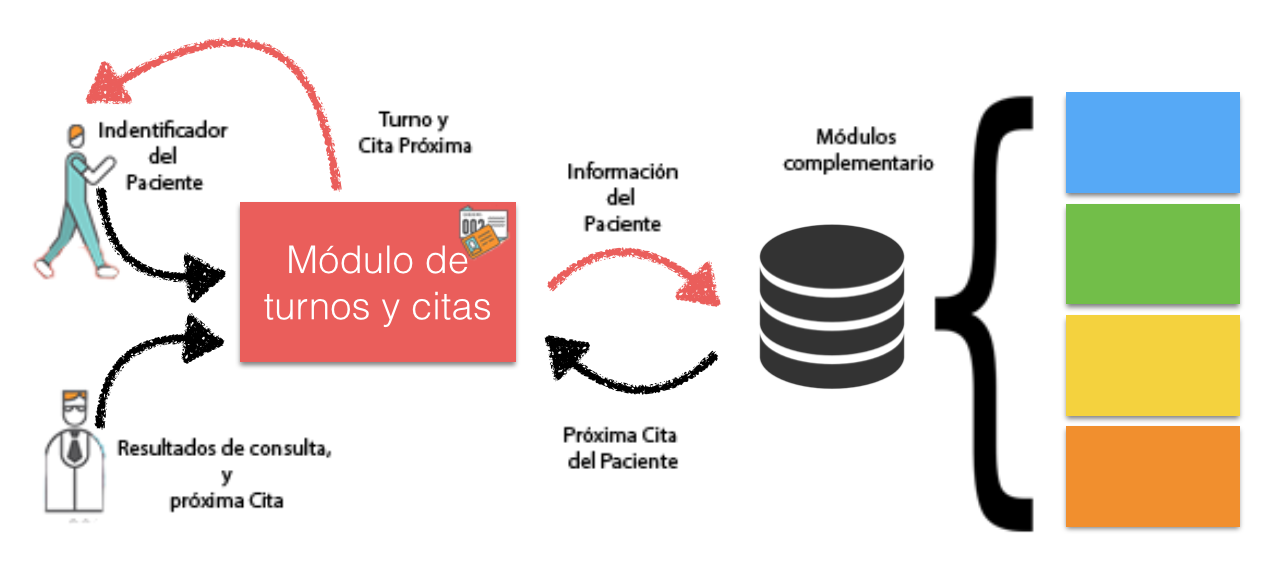 Indentificador
del
Paciente
Turno y
Cita Próxima
Información
del
Paciente
Módulos
complementario
002
Módulo de
turnos y citas
Próxima Cita
del Paciente
Resultados de consulta,
y
próxima Cita